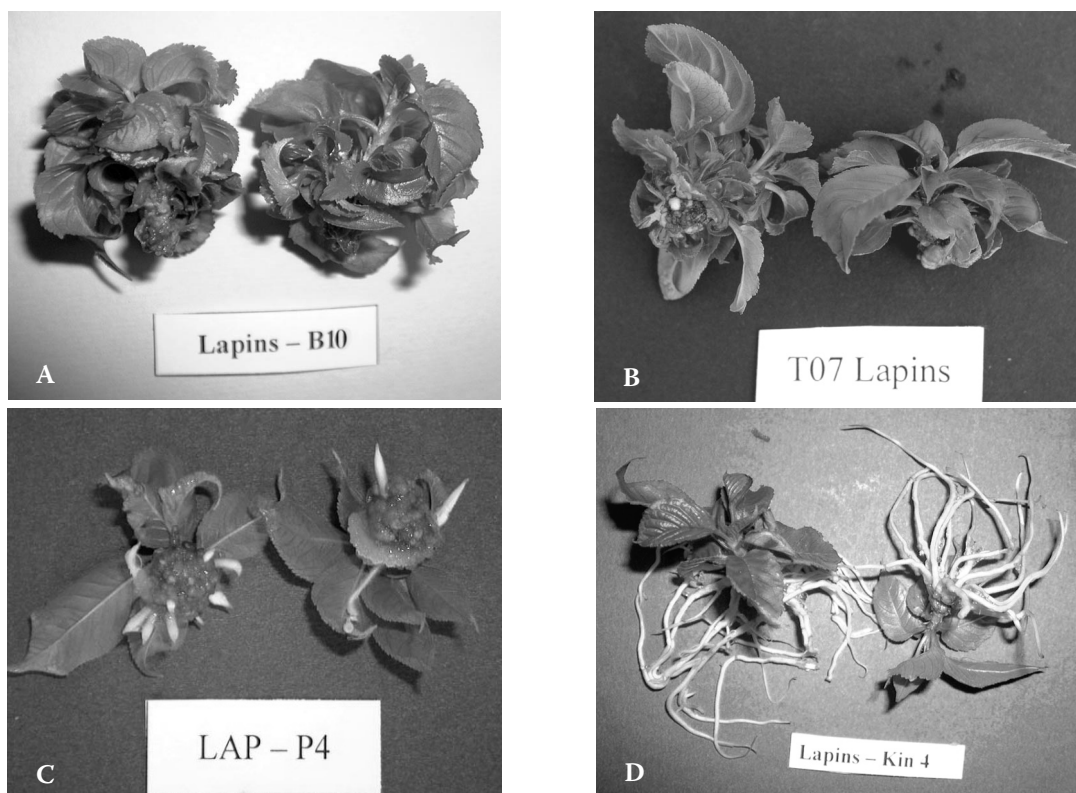 Lapins – B10
A
T07 Lapins
B
LAP – P4
C
Lapins – Kin 4
D